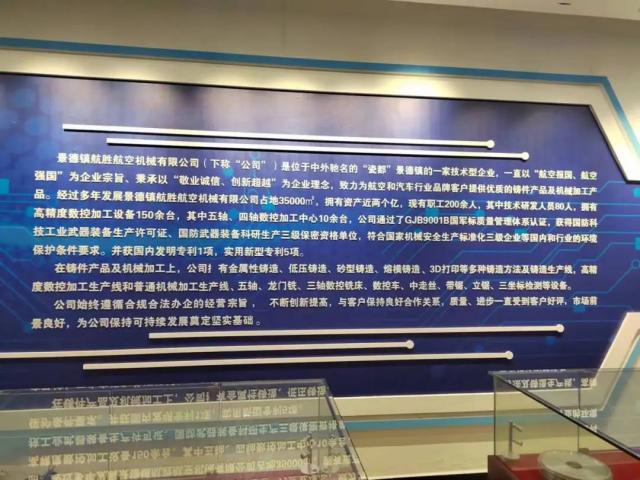 景德镇航胜航空机械有限公司（下称“公司”）是位于中外驰名的“瓷都”景德镇的一家技术型企业，一直以“航空报国、航空
强国”为企业宗旨、秉承以“敬业诚信、创新超越”为企业理念，致力为航空和汽车行业品牌客户提供优质的铸件产品及机械加工产
品。经过多年发展景德镇航胜航空机械有限公司占地35000㎡，拥有资产近两个亿，现有职工200余人，其中技术研发人员80人，拥有
高精度数控加工设备150余台，其中五轴、四轴数控加工中心10余台，公司通过了GJB9001B国军标质量管理体系认证，获得国防科
技工业武器装备生产许可证、国防武器装备科研生产三级保密资格单位，符合国家机械安全生产标准化三级企业等国内和行业的环境
保护条件要求。并获国内发明专利1项，实用新型专利5项。
在铸件产品及机械加工上，公司有金属性铸造、低压铸造、砂型铸造、熔模铸造、3D打印等多种铸造方法及铸造生产线，高精
度数控加工生产线和普通机械加工生产线、五轴、龙门铣、三轴数控铣床、数控车、中走丝、带锯、立锯、三坐标检测等设备。
公司始终遵循合规合法办企的经营宗旨，不断创新提高，与客户保持良好合作关系，质量、进步一直受到客户好评，市场前
景良好，为公司保持可持续发展奠定坚实基础。